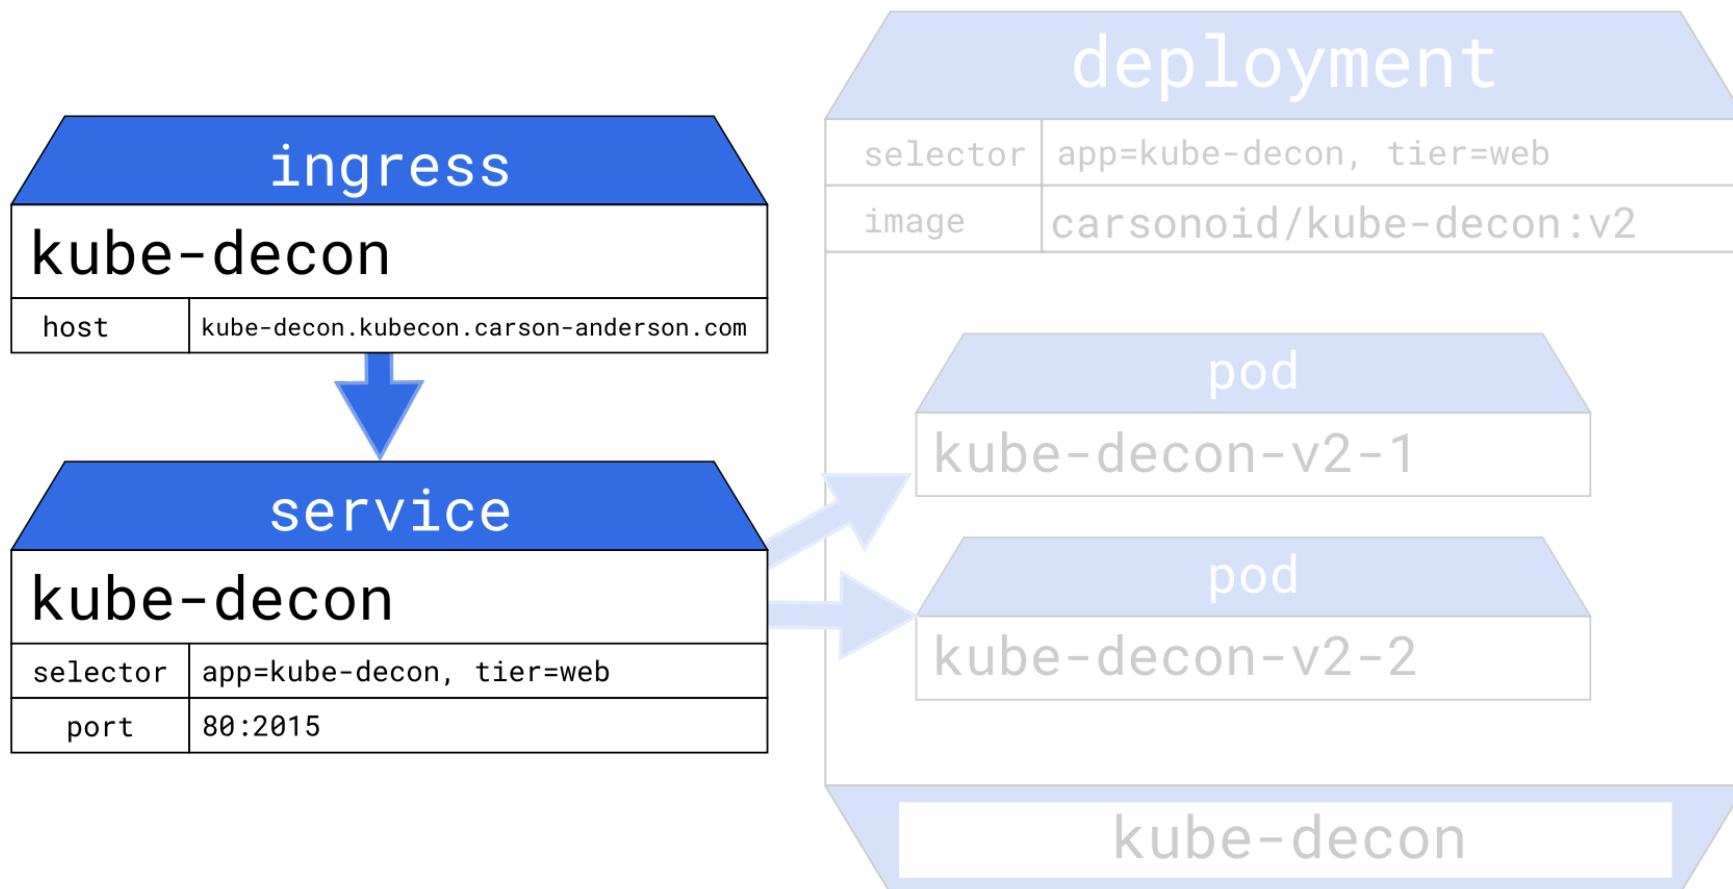 ingress
kube-decon
host kube-decon.kubecon.carson-anderson.com
service
kube-decon
selector app=kube-decon, tier=web
port 80:2015
deployment
selector app=kube-decon, tier=web
image carsonoid/kube-decon:v2
pod
kube-decon-v2-1
pod
kube-decon-v2-2
kube-decon